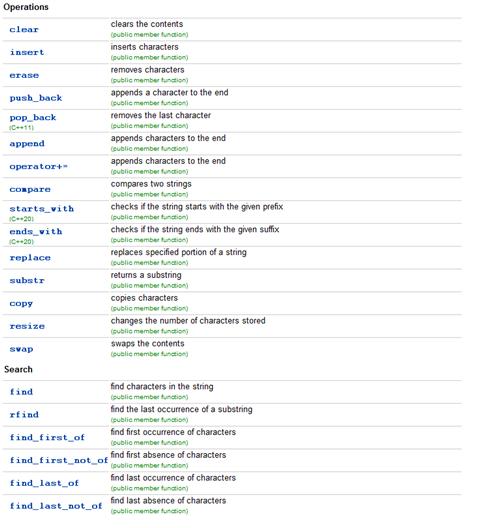 Operations
clear
clears the contents
(public member function)
insert
inserts characters
(public member function)
erase
removes characters
(public member function)
push_back
appends a character to the end
(public member function)
pop_back
(C++11)
removes the last character
(public member function)
append
appends characters to the end
(public member function)
operator+=
appends characters to the end
(public member function)
compare
compares two strings
(public member function)
starts_with
(C++20)
checks if the string starts with the given prefix
(public member function)
ends_with
(C++20)
checks if the string ends with the given suffix
(public member function)
replace
replaces specified portion of a string
(public member function)
substr
returns a substring
(public member function)
copy
copies characters
(public member function)
resize
changes the number of characters stored
(public member function)
swap
swaps the contents
(public member function)
Search
find
find characters in the string
(public member function)
rfind
find the last occurrence of a substring
(public member function)
find_first_of
find first occurrence of characters
(public member function)
find_first_not_of
find first absence of characters
(public member function)
find_last_of
find last occurrence of characters
(public member function)
find_last_not_of
find last absence of characters
(public member function)